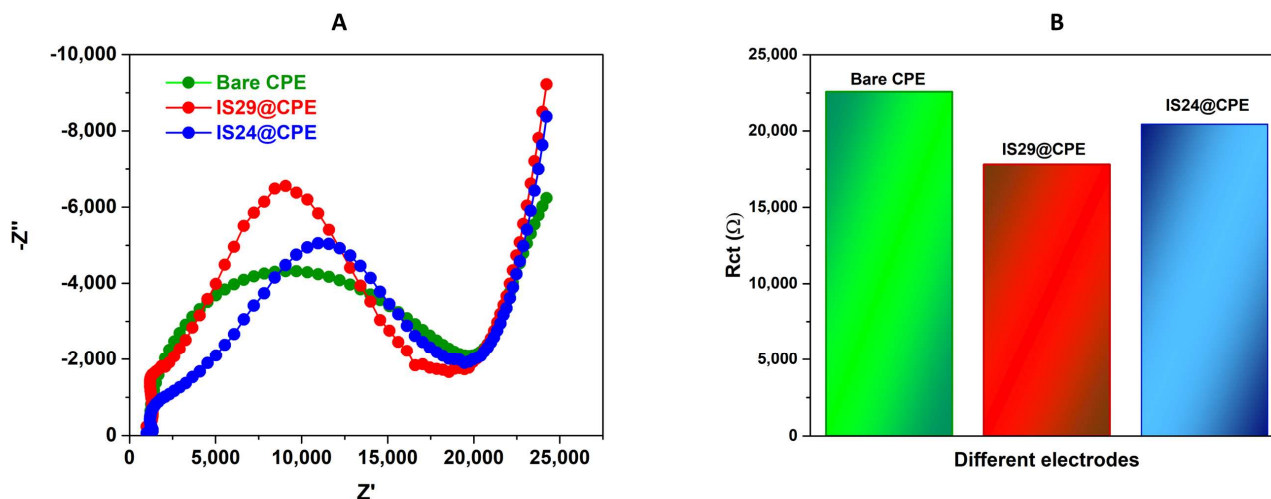 A
-10,000
-8,000
-6,000
-4,000
-2,000
0
-Z"
Bare CPE
IS29@CPE
IS24@CPE
0 5,000 10,000 15,000 20,000 25,000
Z'
B
25,000
20,000
15,000
10,000
5,000
0
Rct (Ω)
Bare CPE
IS29@CPE
IS24@CPE
Different electrodes